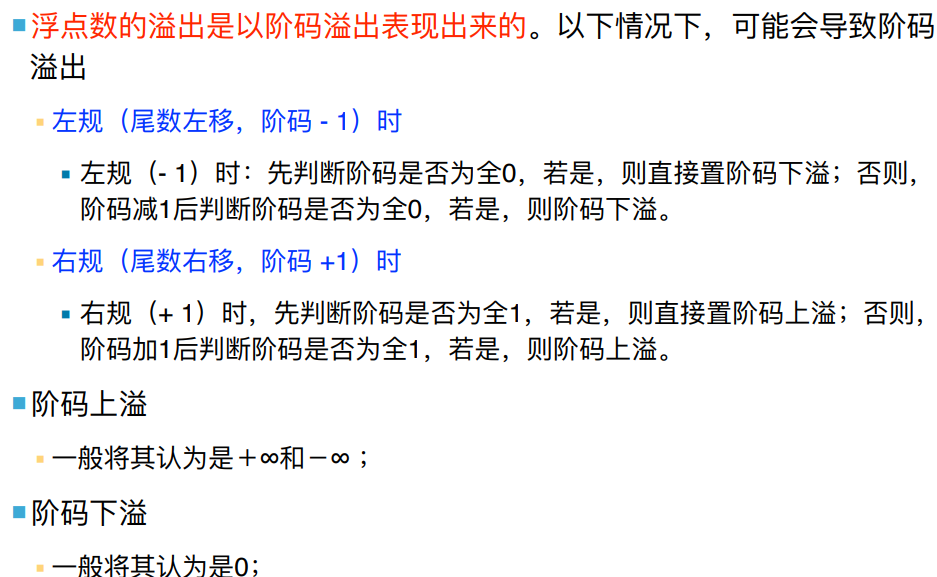 浮点数的溢出是以阶码溢出表现出来的。以下情况下，可能会导致阶码
溢出
左规（尾数左移，阶码 - 1）时
左规（- 1）时：先判断阶码是否为全0，若是，则直接置阶码下溢；否则，
阶码减1后判断阶码是否为全0，若是，则阶码下溢。
右规（尾数右移，阶码 +1）时
右规（+ 1）时，先判断阶码是否为全1，若是，则直接置阶码上溢；否则，
阶码加1后判断阶码是否为全1，若是，则阶码上溢。
阶码上溢
一般将其认为是＋∞和－∞；
阶码下溢
一般将其认为是0；